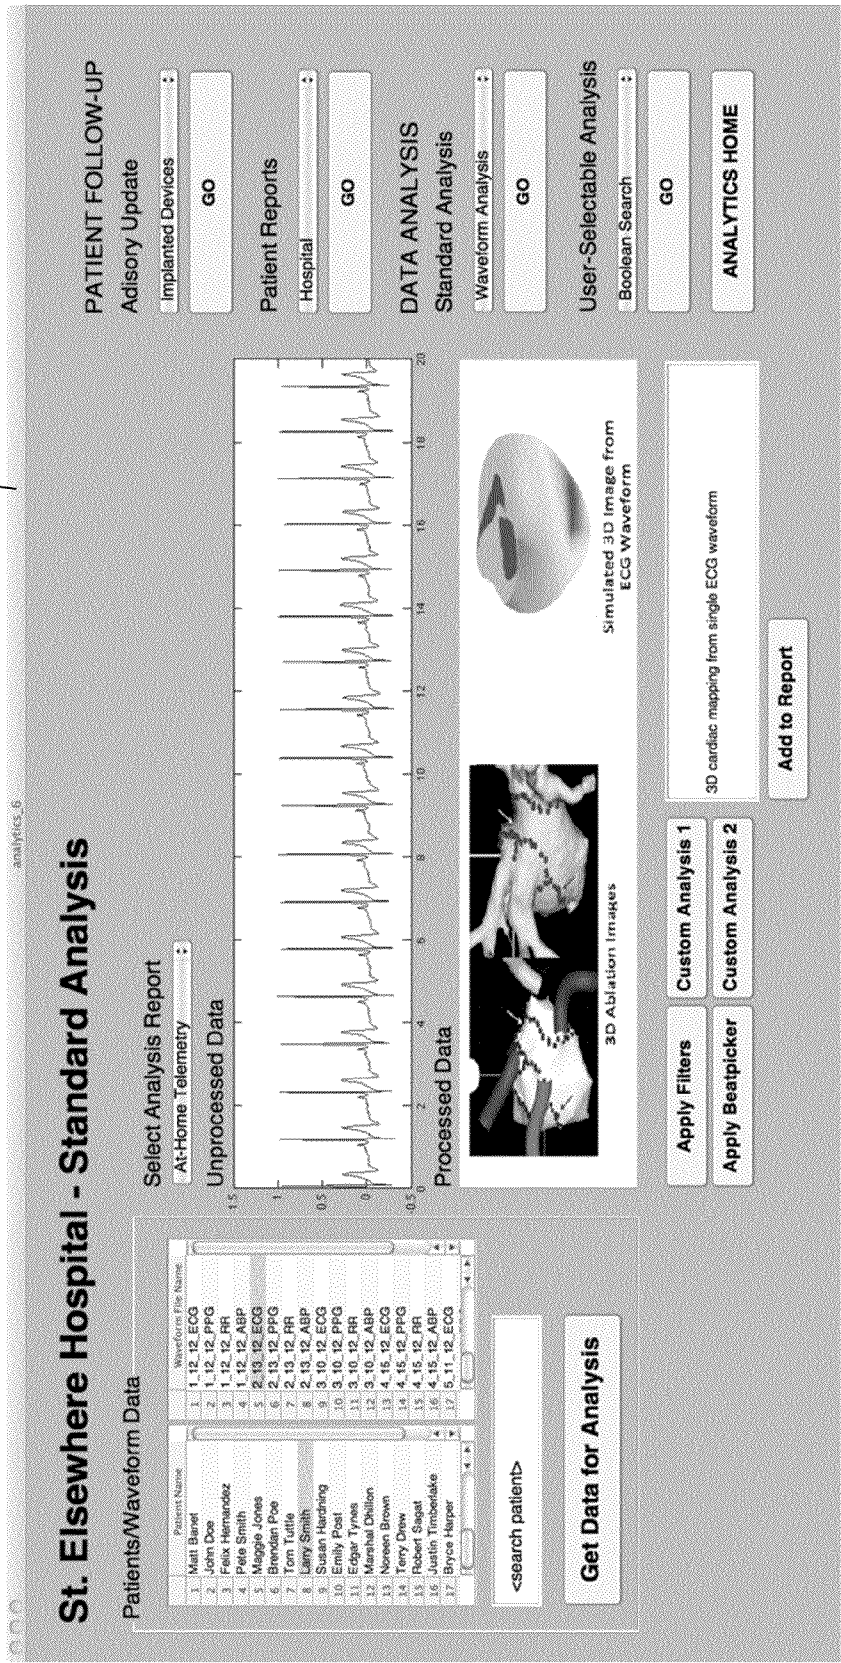 analytics_6
St. Elsewhere Hospital - Standard Analysis
Patients/Waveform Data
Patient Name
1 Matt Banet
2 John Doe
3 Felix Hernandez
4 Pete Smith
5 Maggie Jones
6 Brendan Poe
7 Tom Tuttle
8 Larry Smith
9 Susan Hardning
10 Emily Post
11 Edgar Tynes
12 Marshal Dhillon
13 Noreen Brown
14 Terry Drew
15 Robert Sagat
16 Justin Timberlake
17 Bryce Harper
Waveform File Name
1 1_12_12_ECG
2 1_12_12_PPG
3 1_12_12_RR
4 1_12_12_ABP
5 2_13_12_ECG
6 2_13_12_PPG
7 2_13_12_RR
8 2_13_12_ABP
9 3_10_12_ECG
10 3_10_12_PPG
11 3_10_12_RR
12 3_10_12_ABP
13 4_15_12_ECG
14 4_15_12_PPG
15 4_15_12_RR
16 4_15_12_ABP
17 5_11_12_ECG
<search patient>
Get Data for Analysis
Select Analysis Report
At-Home Telemetry
Unprocessed Data
1.5
1
0.5
0
-0.5
0 2 4 6 8 10 12 14 16 18 20
Processed Data
3D Ablation Images
Simulated 3D Image from
ECG Waveform
Apply Filters
Custom Analysis 1
Apply Beatpicker
Custom Analysis 2
3D cardiac mapping from single ECG waveform
Add to Report
PATIENT FOLLOW-UP
Adisory Update
Implanted Devices
GO
Patient Reports
Hospital
GO
DATA ANALYSIS
Standard Analysis
Waveform Analysis
GO
User-Selectable Analysis
Boolean Search
GO
ANALYTICS HOME